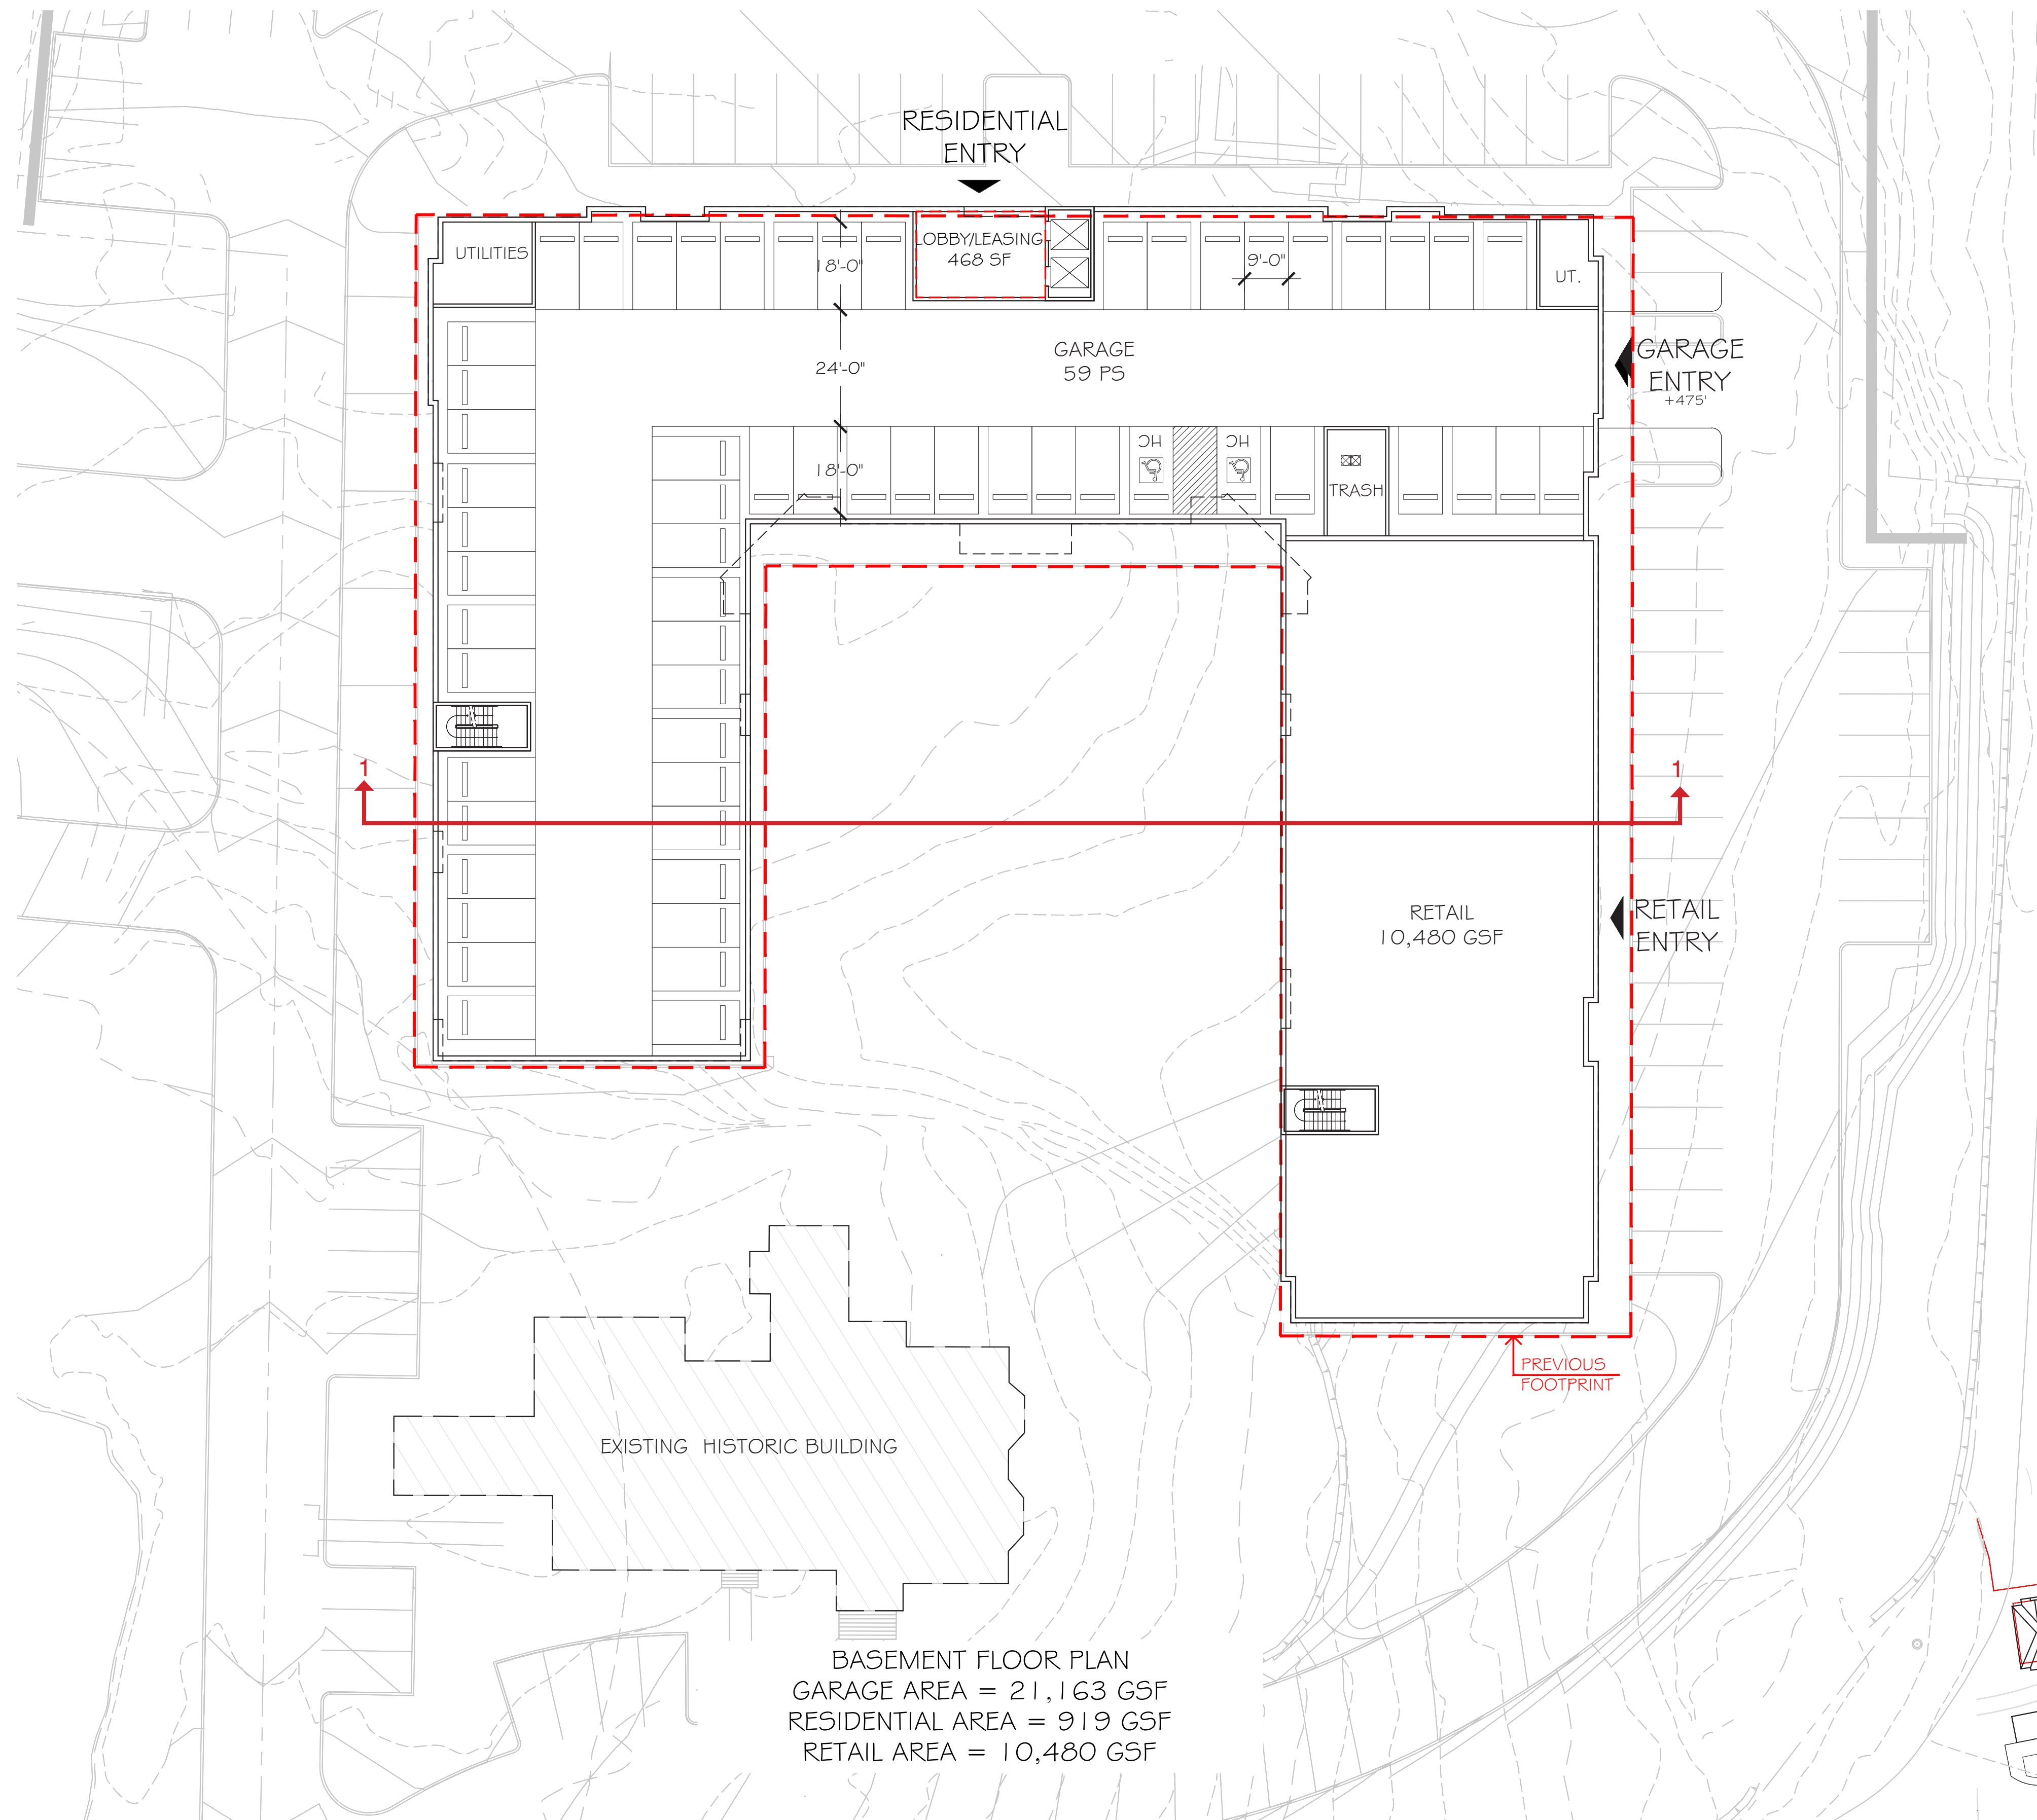 RESIDENTIAL
ENTRY
UTILITIES
LOBBY/LEASING
468 SF
18'-0"
9'-0"
UT.
GARAGE
59 PS
24'-0"
GARAGE
ENTRY
+475'
18'-0"
HC
HC
TRASH
1
1
RETAIL
10,480 GSF
RETAIL
ENTRY
PREVIOUS
FOOTPRINT
EXISTING HISTORIC BUILDING
BASEMENT FLOOR PLAN
GARAGE AREA = 21,163 GSF
RESIDENTIAL AREA = 919 GSF
RETAIL AREA = 10,480 GSF